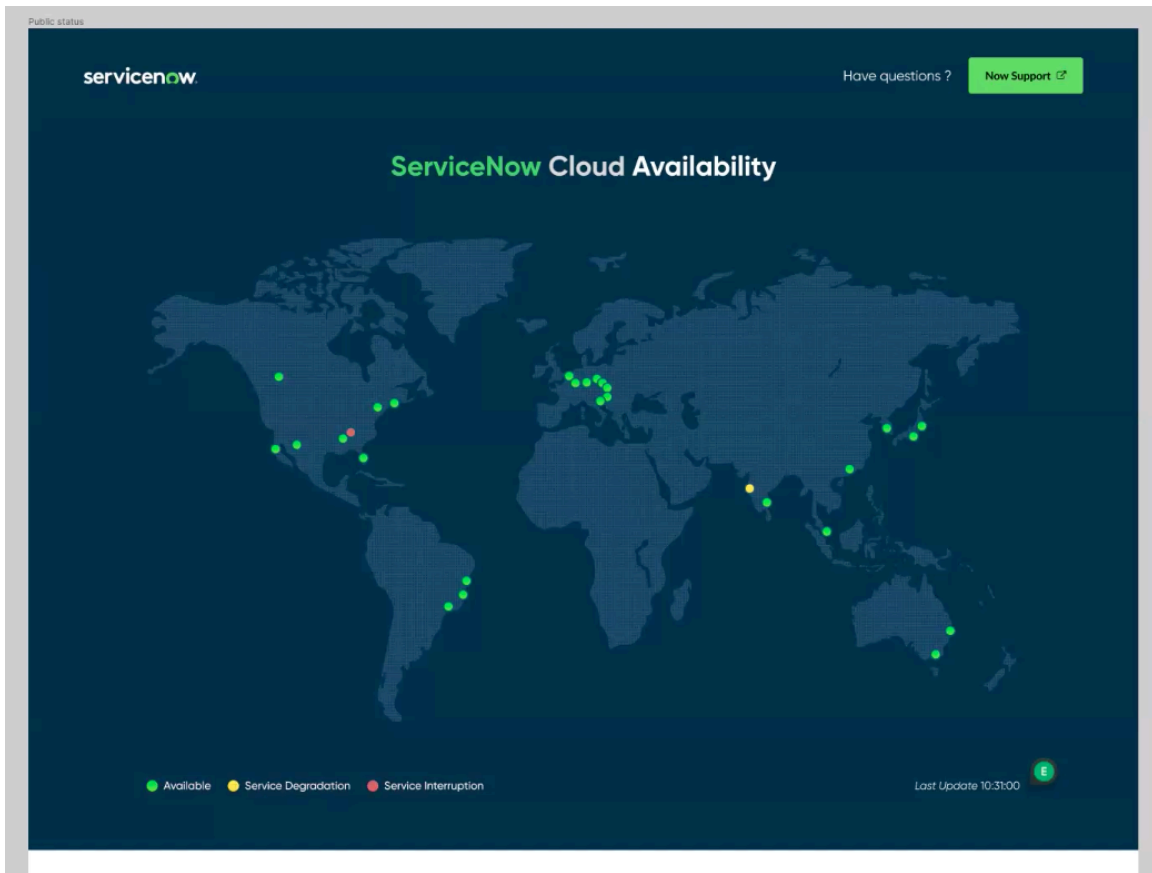 Public status
servicenow.
Have questions ?
Now Support
ServiceNow Cloud Availability
Available
Service Degradation
Service Interruption
Last Update 10:31:00
E